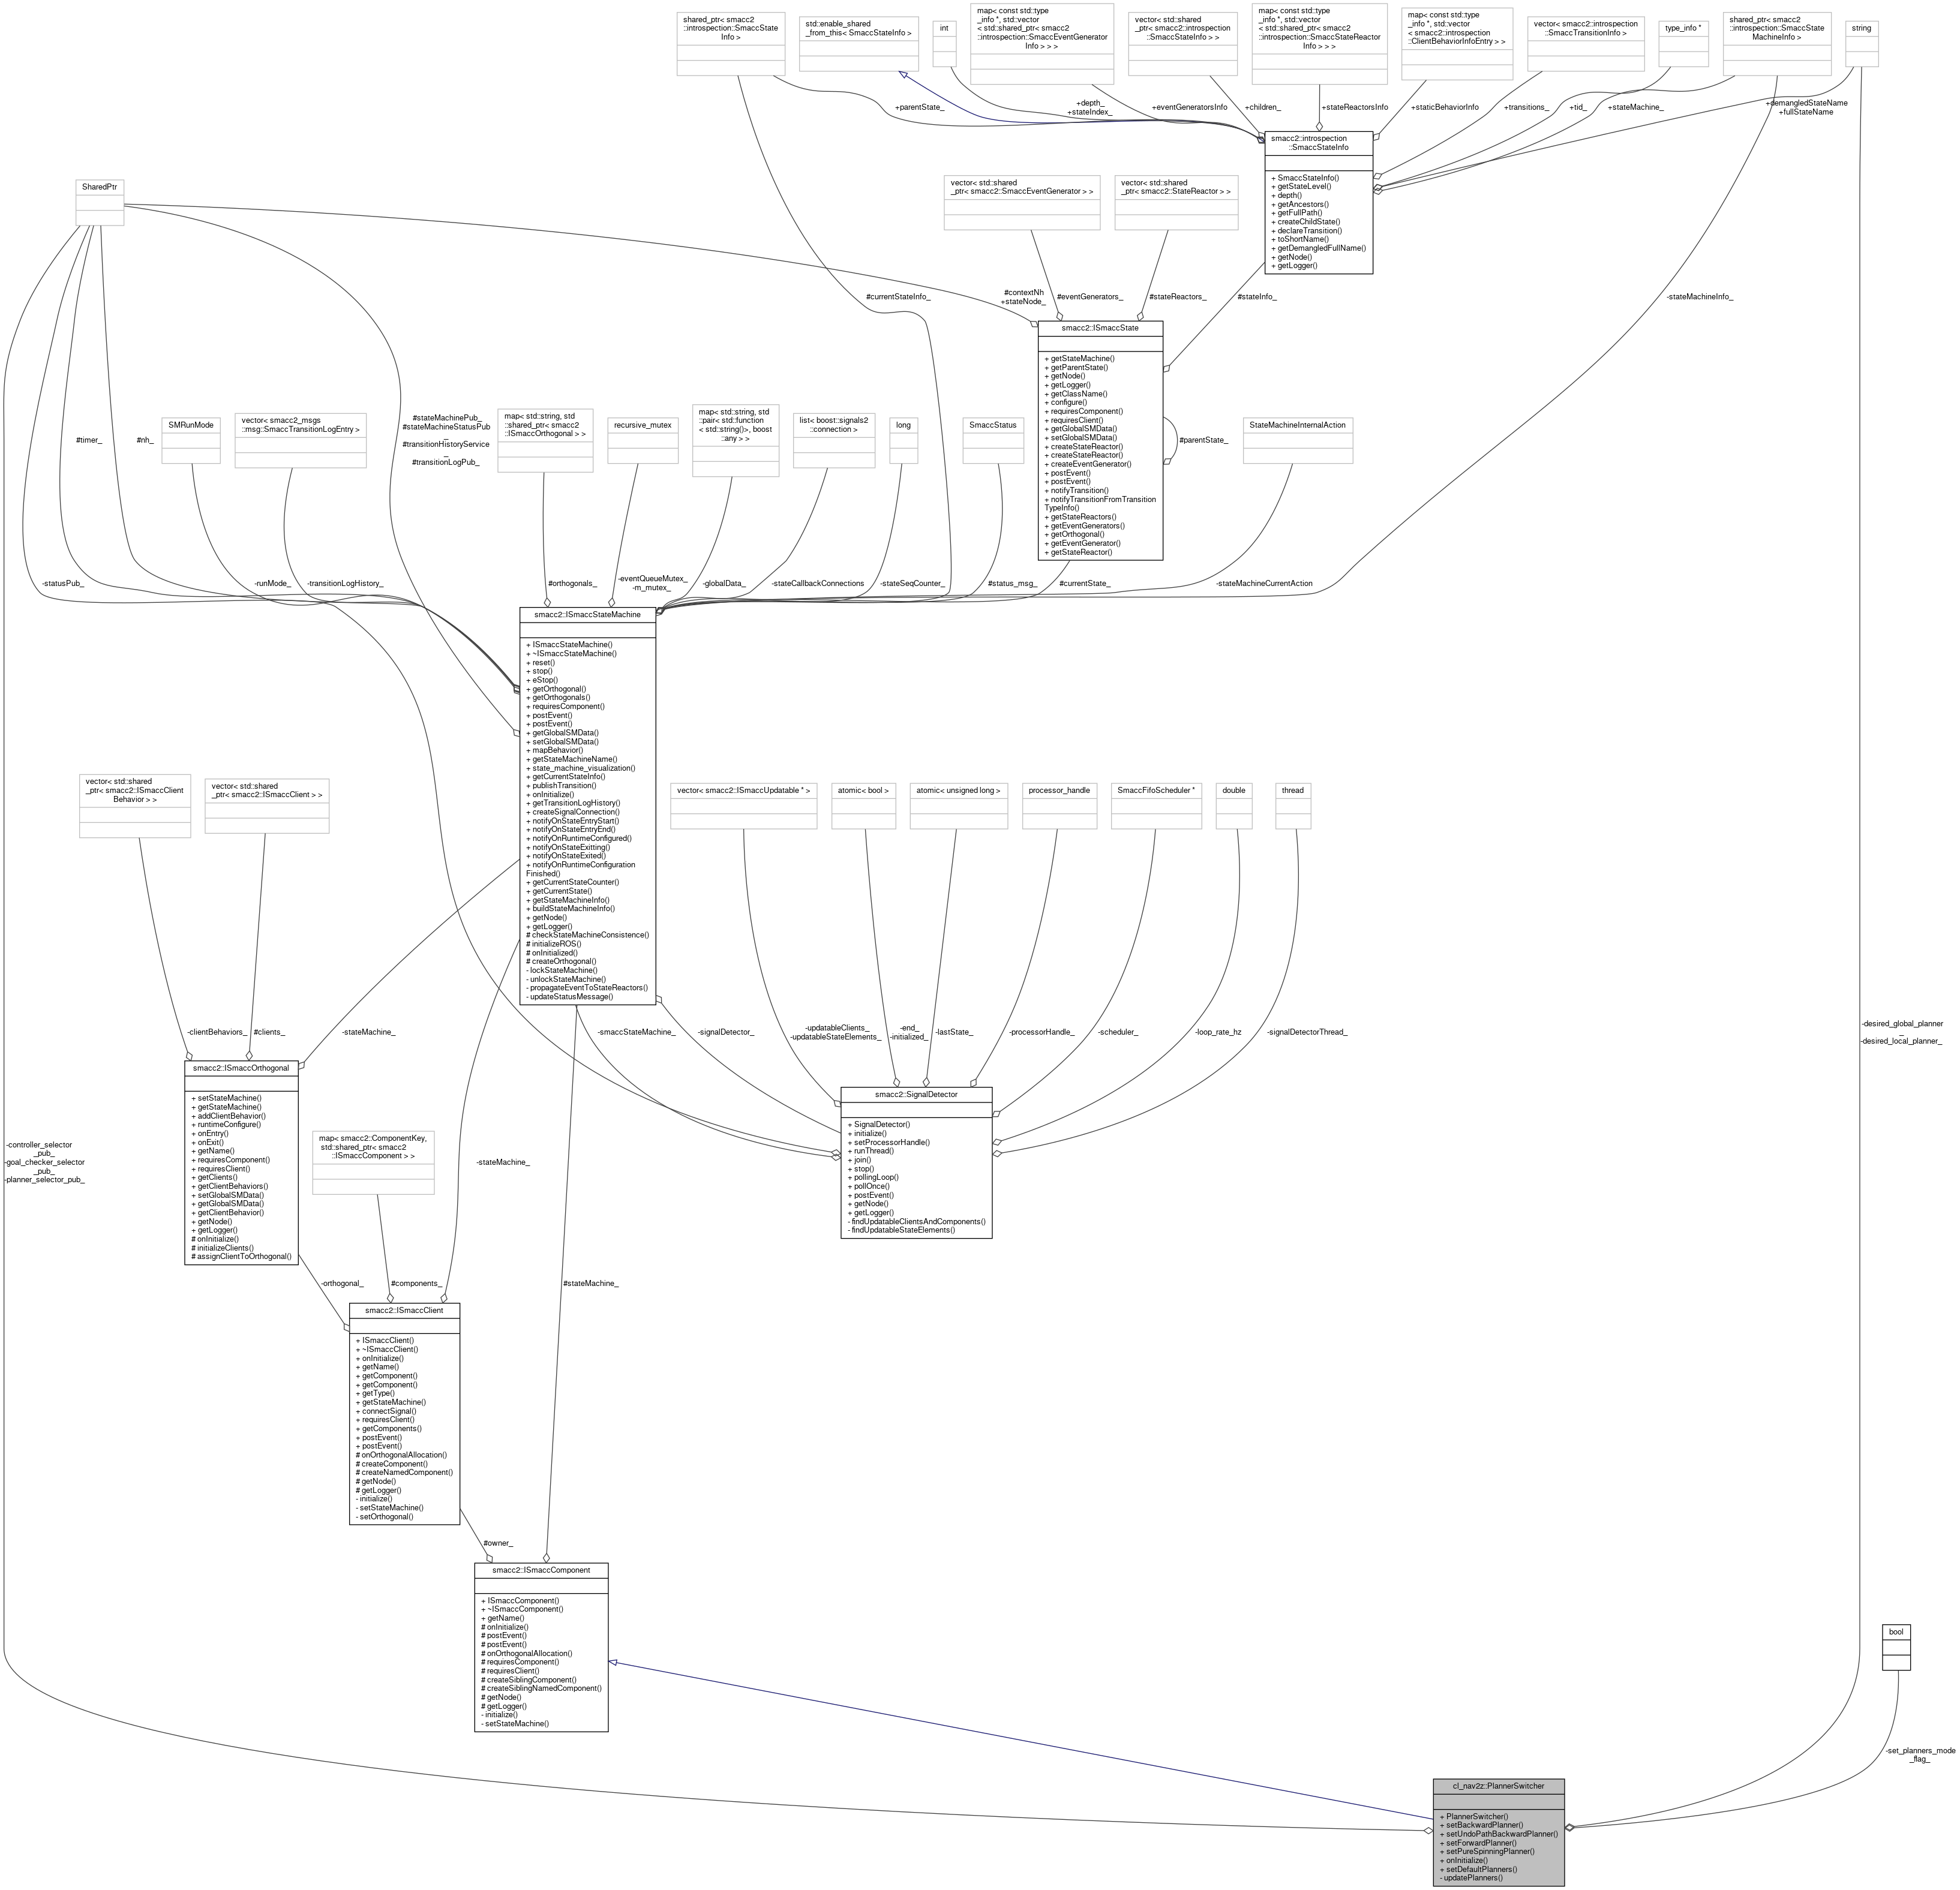 shared_ptr< smacc2
::introspection::SmaccState
Info >
std::enable_shared
_from_this< SmaccStateInfo >
int
map< const std::type
_info *, std::vector
< std::shared_ptr< smacc2
::introspection::SmaccEventGenerator
Info > > >
vector< std::shared
_ptr< smacc2::introspection
::SmaccStateInfo > >
map< const std::type
_info *, std::vector
< std::shared_ptr< smacc2
::introspection::SmaccStateReactor
Info > > >
map< const std::type
_info *, std::vector
< smacc2::introspection
::ClientBehaviorInfoEntry > >
vector< smacc2::introspection
::SmaccTransitionInfo >
type_info *
shared_ptr< smacc2
::introspection::SmaccState
MachineInfo >
string
+parentState_
+depth_
+stateIndex_
+eventGeneratorsInfo
+children_
+stateReactorsInfo
+staticBehaviorInfo
+transitions_
+tid_
+stateMachine_
+demangledStateName
+fullStateName
smacc2::introspection
::SmaccStateInfo
+ SmaccStateInfo()
+ getStateLevel()
+ depth()
+ getAncestors()
+ getFullPath()
+ createChildState()
+ declareTransition()
+ toShortName()
+ getDemangledFullName()
+ getNode()
+ getLogger()
SharedPtr
vector< std::shared
_ptr< smacc2::SmaccEventGenerator > >
vector< std::shared
_ptr< smacc2::StateReactor > >
#currentStateInfo_
#contextNh
+stateNode_
#eventGenerators_
#stateReactors_
#stateInfo_
-stateMachineInfo_
smacc2::ISmaccState
+ getStateMachine()
+ getParentState()
+ getNode()
+ getLogger()
+ getClassName()
+ configure()
+ requiresComponent()
+ requiresClient()
+ getGlobalSMData()
+ setGlobalSMData()
+ createStateReactor()
+ createStateReactor()
+ createEventGenerator()
+ postEvent()
+ postEvent()
+ notifyTransition()
+ notifyTransitionFromTransition
TypeInfo()
+ getStateReactors()
+ getEventGenerators()
+ getOrthogonal()
+ getEventGenerator()
+ getStateReactor()
#parentState_
#timer_
#nh_
SMRunMode
vector< smacc2_msgs
::msg::SmaccTransitionLogEntry >
#stateMachinePub_
#stateMachineStatusPub
_
#transitionHistoryService
_
#transitionLogPub_
map< std::string, std
::shared_ptr< smacc2
::ISmaccOrthogonal > >
recursive_mutex
map< std::string, std
::pair< std::function
< std::string()>, boost
::any > >
list< boost::signals2
::connection >
long
SmaccStatus
StateMachineInternalAction
-statusPub_
-runMode_
-transitionLogHistory_
#orthogonals_
-eventQueueMutex_
-m_mutex_
-globalData_
-stateCallbackConnections
-stateSeqCounter_
#status_msg_
#currentState_
-stateMachineCurrentAction
smacc2::ISmaccStateMachine
+ ISmaccStateMachine()
+ ~ISmaccStateMachine()
+ reset()
+ stop()
+ eStop()
+ getOrthogonal()
+ getOrthogonals()
+ requiresComponent()
+ postEvent()
+ postEvent()
+ getGlobalSMData()
+ setGlobalSMData()
+ mapBehavior()
+ getStateMachineName()
+ state_machine_visualization()
+ getCurrentStateInfo()
+ publishTransition()
+ onInitialize()
+ getTransitionLogHistory()
+ createSignalConnection()
+ notifyOnStateEntryStart()
+ notifyOnStateEntryEnd()
+ notifyOnRuntimeConfigured()
+ notifyOnStateExitting()
+ notifyOnStateExited()
+ notifyOnRuntimeConfiguration
Finished()
+ getCurrentStateCounter()
+ getCurrentState()
+ getStateMachineInfo()
+ buildStateMachineInfo()
+ getNode()
+ getLogger()
# checkStateMachineConsistence()
# initializeROS()
# onInitialized()
# createOrthogonal()
- lockStateMachine()
- unlockStateMachine()
- propagateEventToStateReactors()
- updateStatusMessage()
vector< std::shared
_ptr< smacc2::ISmaccClient
Behavior > >
vector< std::shared
_ptr< smacc2::ISmaccClient > >
vector< smacc2::ISmaccUpdatable * >
atomic< bool >
atomic< unsigned long >
processor_handle
SmaccFifoScheduler *
double
thread
-clientBehaviors_
#clients_
-stateMachine_
-smaccStateMachine_
-signalDetector_
-updatableClients_
-updatableStateElements_
-end_
-initialized_
-lastState_
-processorHandle_
-scheduler_
-loop_rate_hz
-signalDetectorThread_
-desired_global_planner
_
-desired_local_planner_
smacc2::ISmaccOrthogonal
+ setStateMachine()
+ getStateMachine()
+ addClientBehavior()
+ runtimeConfigure()
+ onEntry()
+ onExit()
+ getName()
+ requiresComponent()
+ requiresClient()
+ getClients()
+ getClientBehaviors()
+ setGlobalSMData()
+ getGlobalSMData()
+ getClientBehavior()
+ getNode()
+ getLogger()
# onInitialize()
# initializeClients()
# assignClientToOrthogonal()
smacc2::SignalDetector
+ SignalDetector()
+ initialize()
+ setProcessorHandle()
+ runThread()
+ join()
+ stop()
+ pollingLoop()
+ pollOnce()
+ postEvent()
+ getNode()
+ getLogger()
- findUpdatableClientsAndComponents()
- findUpdatableStateElements()
-controller_selector
_pub_
-goal_checker_selector
_pub_
-planner_selector_pub_
map< smacc2::ComponentKey,
std::shared_ptr< smacc2
::ISmaccComponent > >
-stateMachine_
-orthogonal_
#components_
#stateMachine_
smacc2::ISmaccClient
+ ISmaccClient()
+ ~ISmaccClient()
+ onInitialize()
+ getName()
+ getComponent()
+ getComponent()
+ getType()
+ getStateMachine()
+ connectSignal()
+ requiresClient()
+ getComponents()
+ postEvent()
+ postEvent()
# onOrthogonalAllocation()
# createComponent()
# createNamedComponent()
# getNode()
# getLogger()
- initialize()
- setStateMachine()
- setOrthogonal()
#owner_
smacc2::ISmaccComponent
+ ISmaccComponent()
+ ~ISmaccComponent()
+ getName()
# onInitialize()
# postEvent()
# postEvent()
# onOrthogonalAllocation()
# requiresComponent()
# requiresClient()
# createSiblingComponent()
# createSiblingNamedComponent()
# getNode()
# getLogger()
- initialize()
- setStateMachine()
bool
-set_planners_mode
_flag_
cl_nav2z::PlannerSwitcher
+ PlannerSwitcher()
+ setBackwardPlanner()
+ setUndoPathBackwardPlanner()
+ setForwardPlanner()
+ setPureSpinningPlanner()
+ onInitialize()
+ setDefaultPlanners()
- updatePlanners()